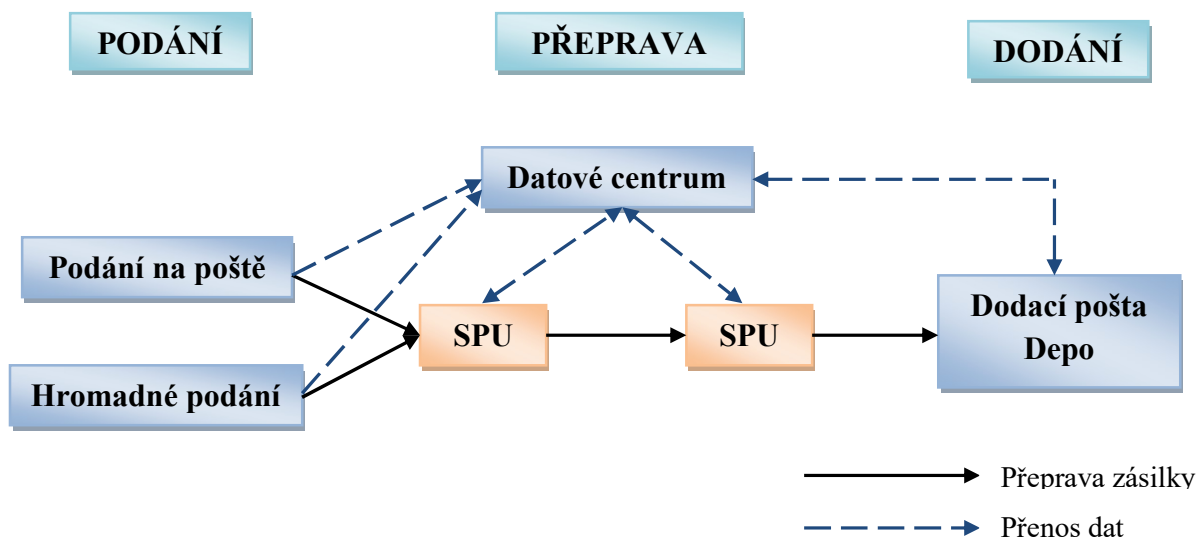 PODÁNÍ
PŘEPRAVA
DODÁNÍ
Datové centrum
Podání na poště
Hromadné podání
SPU
SPU
Dodací pošta
Depo
Přeprava zásilky
Přenos dat